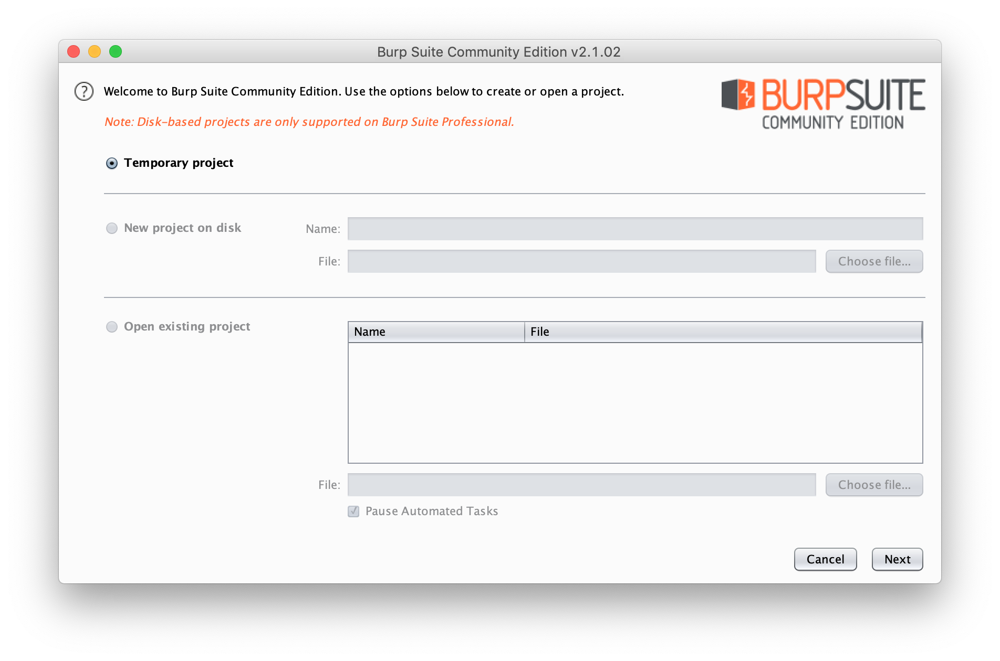 Burp Suite Community Edition v2.1.02
?
Welcome to Burp Suite Community Edition. Use the options below to create or open a project.
BURPSUITE
COMMUNITY EDITION
Note: Disk-based projects are only supported on Burp Suite Professional.
Temporary project
New project on disk
Name:
File:
Choose file...
Open existing project
Name
File
File:
Choose file...
Pause Automated Tasks
Cancel
Next